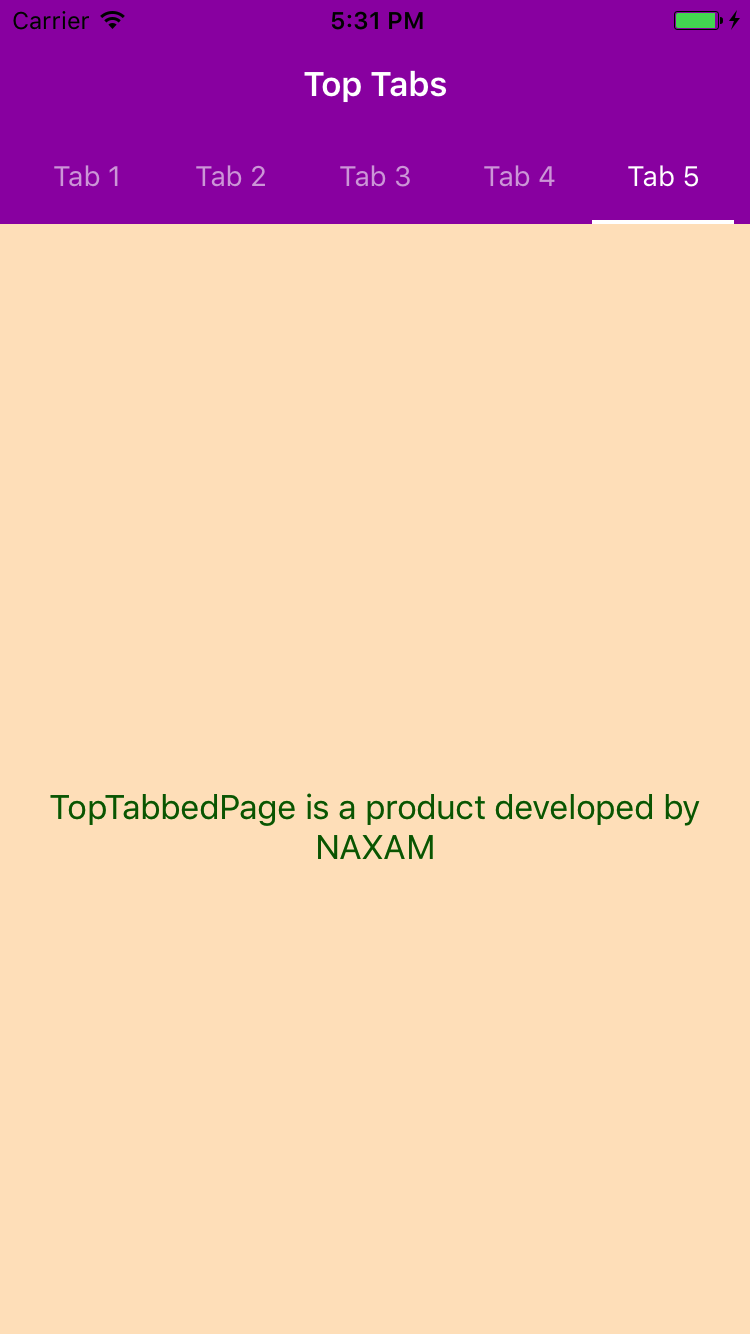 Carrier 5:31 PM
Top Tabs
Tab 1 Tab 2 Tab 3 Tab 4 Tab 5
TopTabbedPage is a product developed by
NAXAM